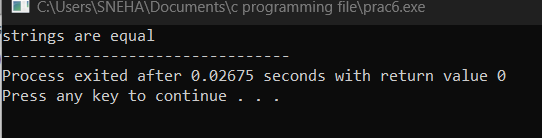 C:\Users\SNEHA\Documents\c programming file\prac6.exe
strings are equal
--------------------------------
Process exited after 0.02675 seconds with return value 0
Press any key to continue . . .